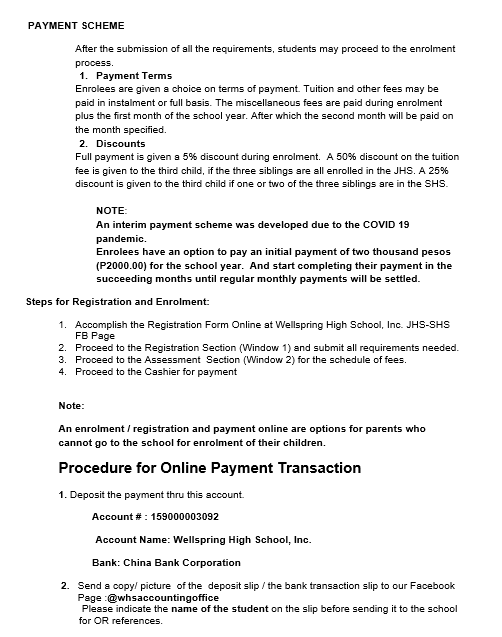 PAYMENT SCHEME
After the submission of all the requirements, students may proceed to the enrolment
process.
1. Payment Terms
Enrolees are given a choice on terms of payment. Tuition and other fees may be
paid in instalment or full basis. The miscellaneous fees are paid during enrolment
plus the first month of the school year. After which the second month will be paid on
the month specified.
2. Discounts
Full payment is given a 5% discount during enrolment. A 50% discount on the tuition
fee is given to the third child, if the three siblings are all enrolled in the JHS. A 25%
discount is given to the third child if one or two of the three siblings are in the SHS.
NOTE:
An interim payment scheme was developed due to the COVID 19
pandemic.
Enrolees have an option to pay an initial payment of two thousand pesos
(P2000.00) for the school year. And start completing their payment in the
succeeding months until regular monthly payments will be settled.
Steps for Registration and Enrolment:
1. Accomplish the Registration Form Online at Wellspring High School, Inc. JHS-SHS
FB Page
2. Proceed to the Registration Section (Window 1) and submit all requirements needed.
3. Proceed to the Assessment Section (Window 2) for the schedule of fees.
4. Proceed to the Cashier for payment
Note:
An enrolment / registration and payment online are options for parents who
cannot go to the school for enrolment of their children.
Procedure for Online Payment Transaction
1. Deposit the payment thru this account.
Account # : 159000003092
Account Name: Wellspring High School, Inc.
Bank: China Bank Corporation
2. Send a copy/ picture of the deposit slip / the bank transaction slip to our Facebook
Page :@whsaccountingoffice
Please indicate the name of the student on the slip before sending it to the school
for OR references.